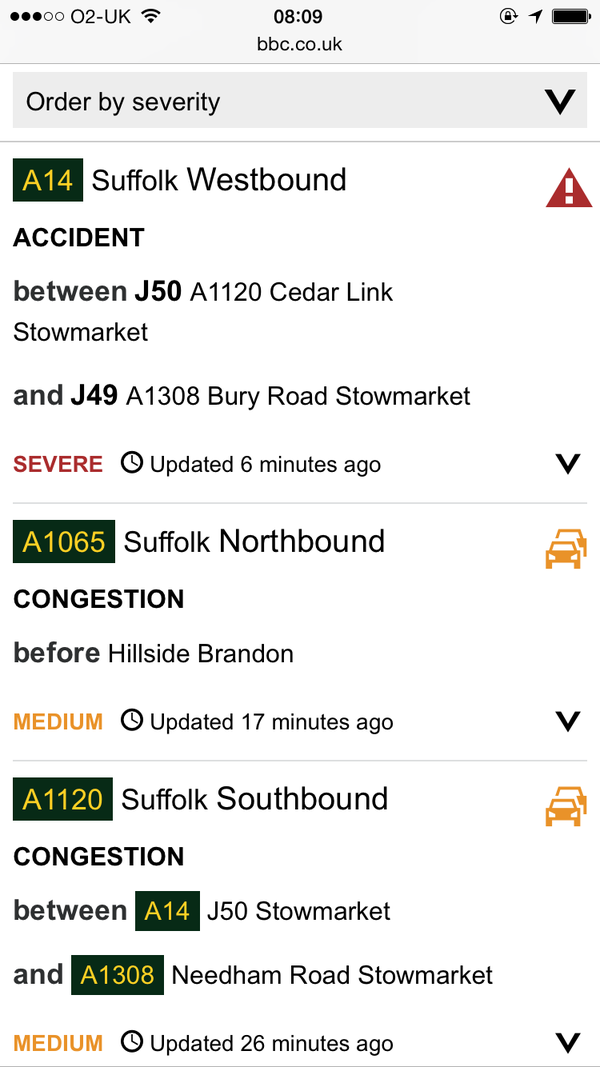 O2-UK 08:09
bbc.co.uk
Order by severity
A14 Suffolk Westbound
ACCIDENT
between J50 A1120 Cedar Link
Stowmarket
and J49 A1308 Bury Road Stowmarket
SEVERE Updated 6 minutes ago
A1065 Suffolk Northbound
CONGESTION
before Hillside Brandon
MEDIUM Updated 17 minutes ago
A1120 Suffolk Southbound
CONGESTION
between A14 J50 Stowmarket
and A1308 Needham Road Stowmarket
MEDIUM Updated 26 minutes ago